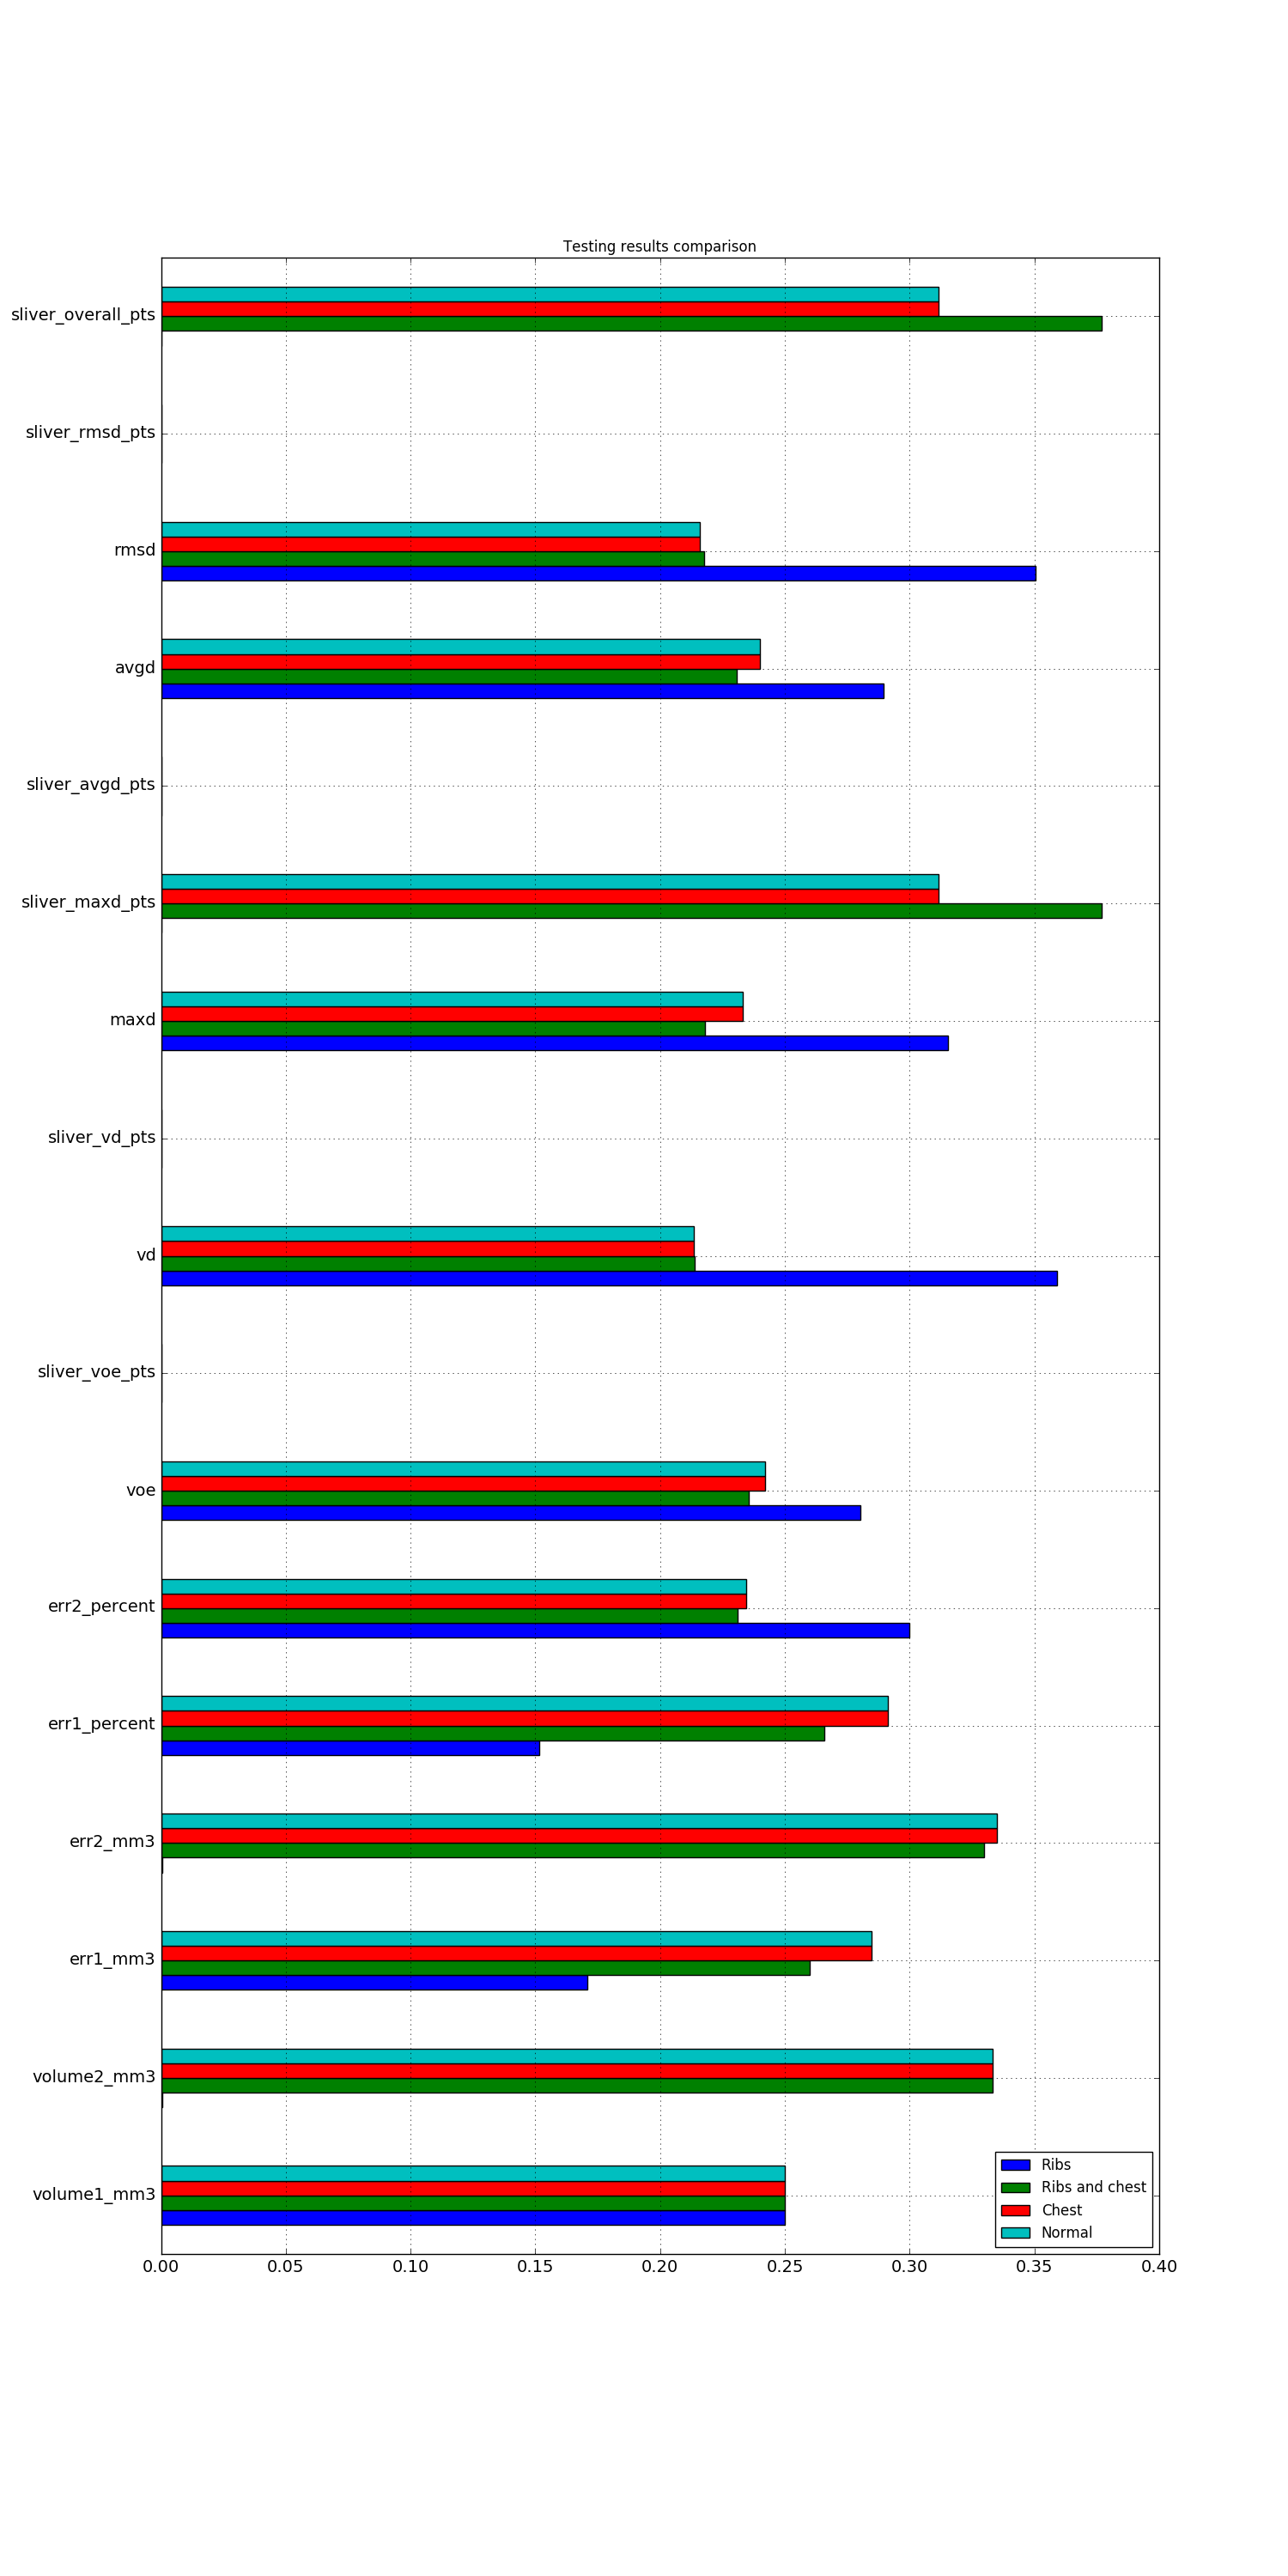 Testing results comparison
sliver_overall_pts
sliver_rmsd_pts
rmsd
avgd
sliver_avgd_pts
sliver_maxd_pts
maxd
sliver_vd_pts
vd
sliver_voe_pts
voe
err2_percent
err1_percent
err2_mm3
err1_mm3
volume2_mm3
volume1_mm3
Ribs
Ribs and chest
Chest
Normal
0.00 0.05 0.10 0.15 0.20 0.25 0.30 0.35 0.40